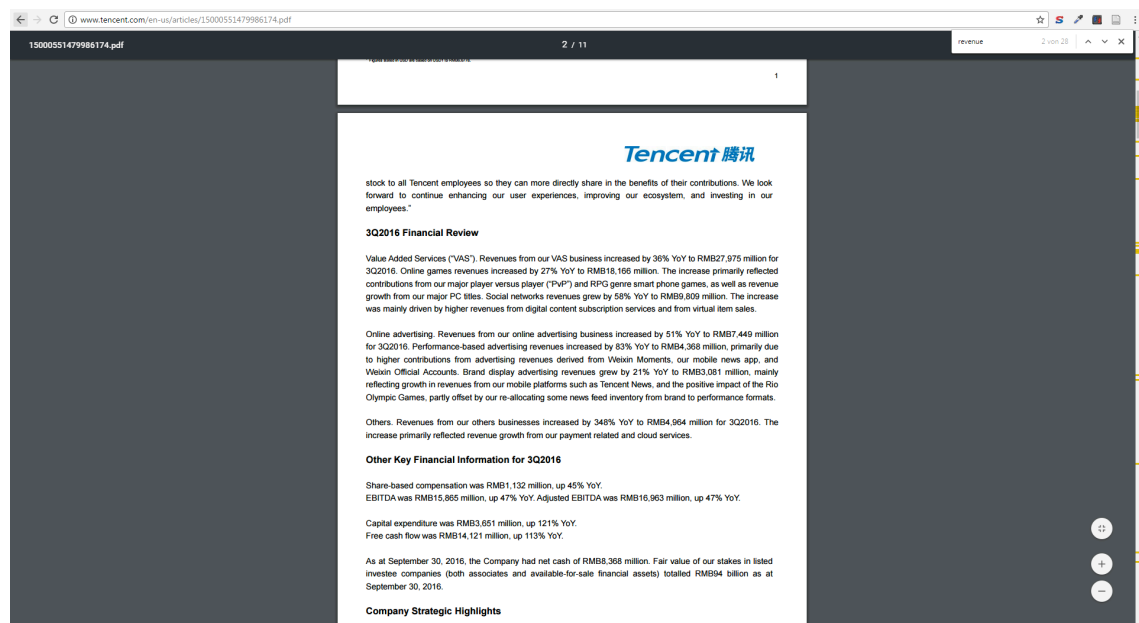 www.tencent.com/en-us/articles/15000551479986174.pdf
15000551479986174.pdf
2 / 11
revenue
2 von 28
1
Tencent 腾讯
stock to all Tencent employees so they can more directly share in the benefits of their contributions. We look
forward to continue enhancing our user experiences, improving our ecosystem, and investing in our
employees."
3Q2016 Financial Review
Value Added Services ("VAS"). Revenues from our VAS business increased by 36% YoY to RMB27,975 million for
3Q2016. Online games revenues increased by 27% YoY to RMB18,166 million. The increase primarily reflected
contributions from our major player versus player ("PvP") and RPG genre smart phone games, as well as revenue
growth from our major PC titles. Social networks revenues grew by 58% YoY to RMB9,809 million. The increase
was mainly driven by higher revenues from digital content subscription services and from virtual item sales.
Online advertising. Revenues from our online advertising business increased by 51% YoY to RMB7,449 million
for 3Q2016. Performance-based advertising revenues increased by 83% YoY to RMB4,368 million, primarily due
to higher contributions from advertising revenues derived from Weixin Moments, our mobile news app, and
Weixin Official Accounts. Brand display advertising revenues grew by 21% YoY to RMB3,081 million, mainly
reflecting growth in revenues from our mobile platforms such as Tencent News, and the positive impact of the Rio
Olympic Games, partly offset by our re-allocating some news feed inventory from brand to performance formats.
Others. Revenues from our others businesses increased by 348% YoY to RMB4,964 million for 3Q2016. The
increase primarily reflected revenue growth from our payment related and cloud services.
Other Key Financial Information for 3Q2016
Share-based compensation was RMB1,132 million, up 45% YoY.
EBITDA was RMB15,865 million, up 47% YoY. Adjusted EBITDA was RMB16,963 million, up 47% YoY.
Capital expenditure was RMB3,651 million, up 121% YoY.
Free cash flow was RMB14,121 million, up 113% YoY.
As at September 30, 2016, the Company had net cash of RMB8,368 million. Fair value of our stakes in listed
investee companies (both associates and available-for-sale financial assets) totalled RMB94 billion as at
September 30, 2016.
Company Strategic Highlights